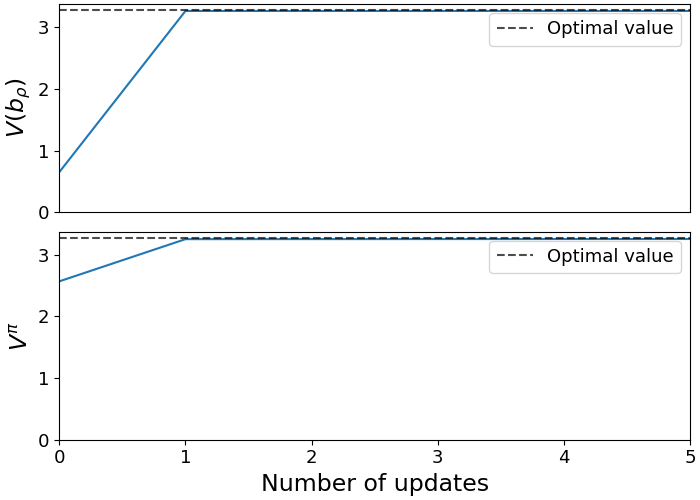 3
2
1
0
V(b_ρ)
Optimal value
3
2
1
0
V^π
Optimal value
0 1 2 3 4 5
Number of updates